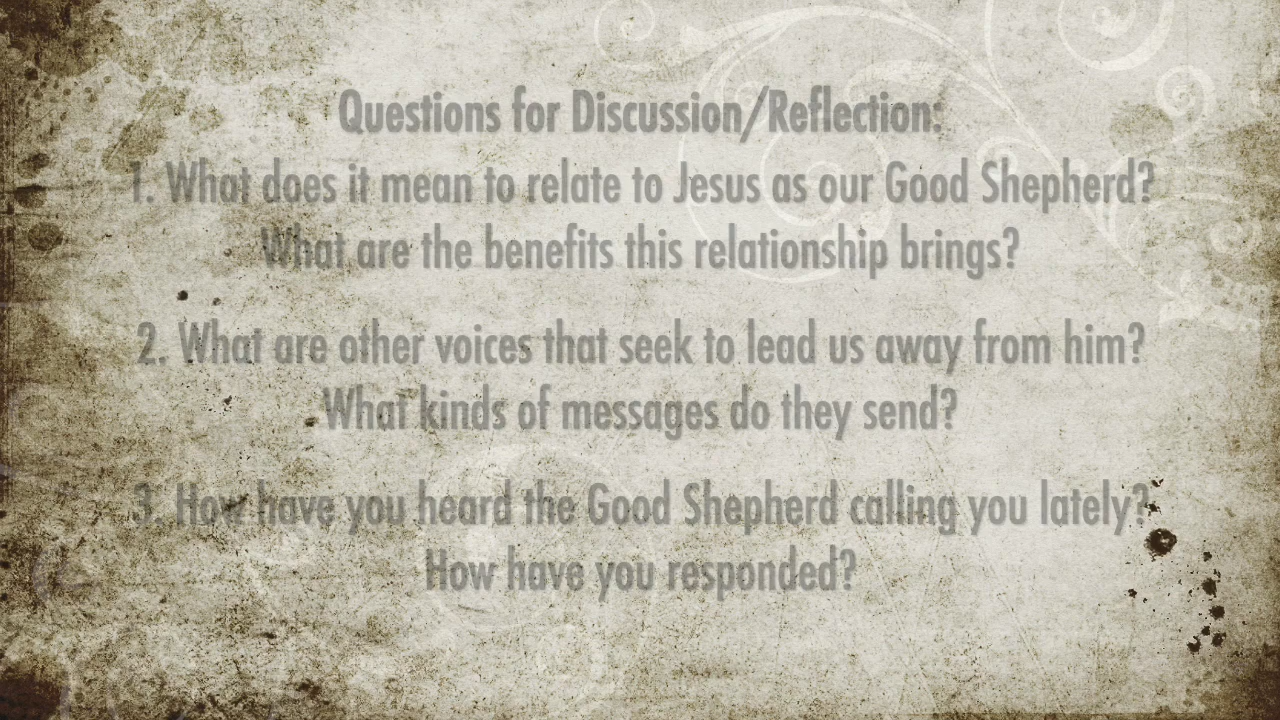 Questions for Discussion/Reflection:
1. What does it mean to relate to Jesus as our Good Shepherd?
What are the benefits this relationship brings?
2. What are other voices that seek to lead us away from him?
What kinds of messages do they send?
3. How have you heard the Good Shepherd calling you lately?
How have you responded?